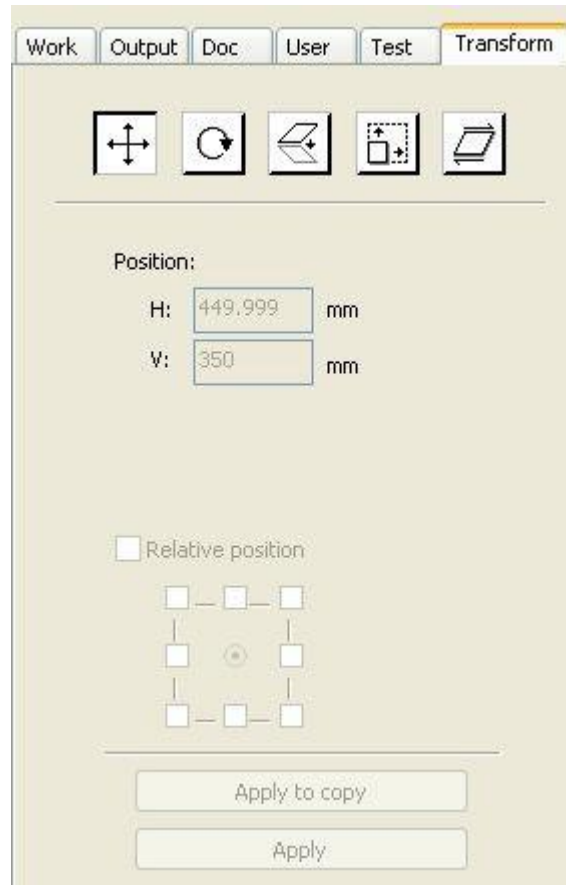 Work Output Doc User Test Transform
Position:
H: 449.999 mm
V: 350 mm
Relative position
Apply to copy
Apply